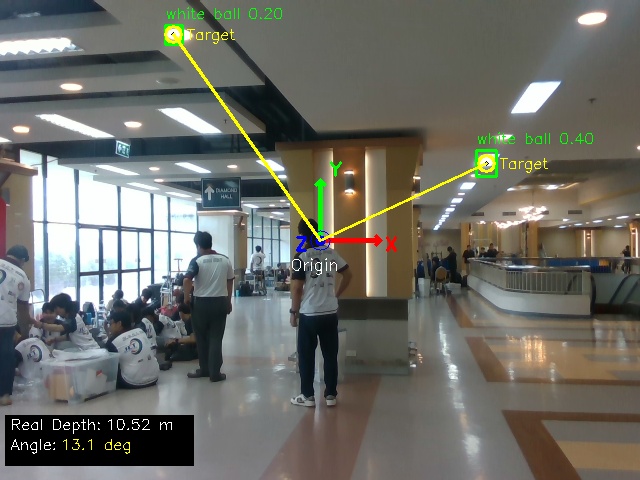 white ball 0.20
Target
white ball 0.40
Target
EXIT
DIAMOND
HALL
Y
Z
X
Origin
Real Depth: 10.52 m
Angle: 13.1 deg